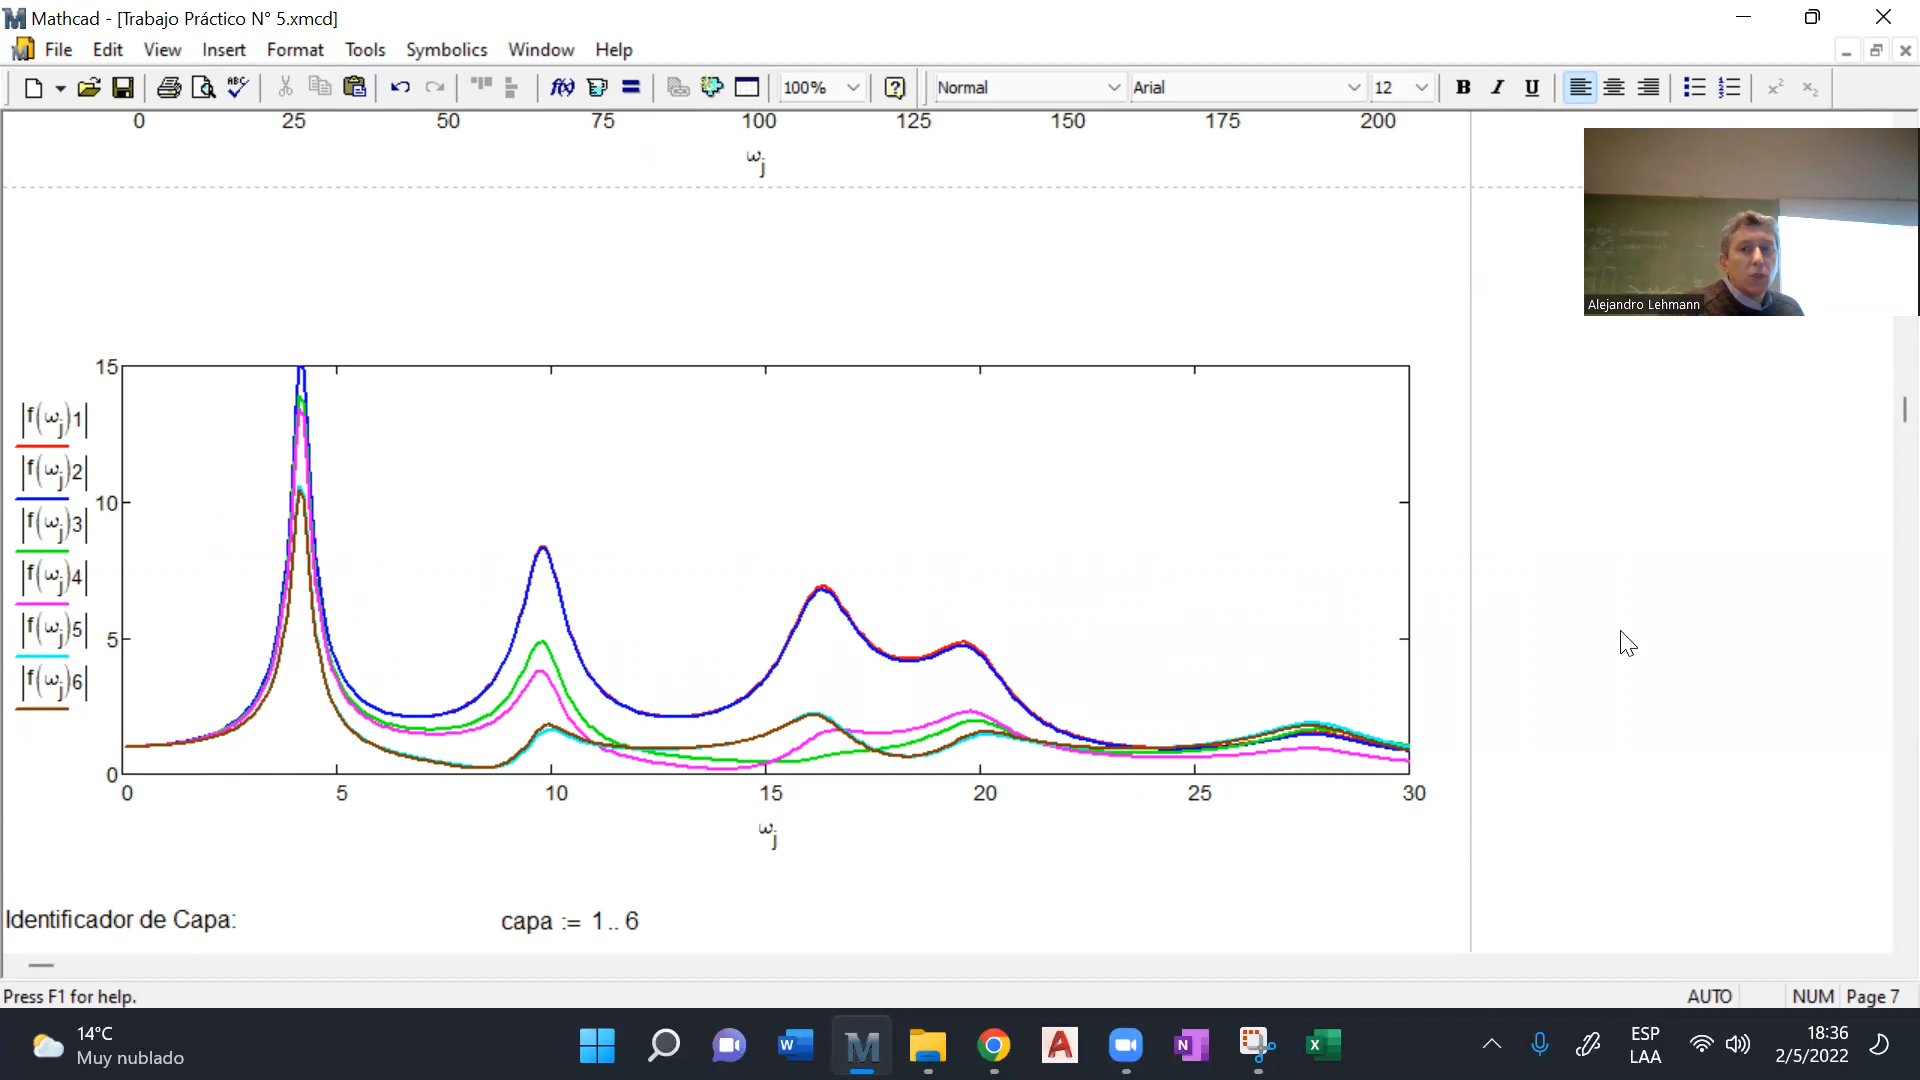 Mathcad - [Trabajo Práctico N° 5.xmcd]
File Edit View Insert Format Tools Symbolics Window Help
100% Normal Arial 12 B I U
0 25 50 75 100 125 150 175 200
ωj
Alejandro Lehmann
15
|f(ωj)1|
|f(ωj)2|
10
|f(ωj)3|
|f(ωj)4|
5
|f(ωj)5|
|f(ωj)6|
0
0 5 10 15 20 25 30
ωj
Identificador de Capa: capa := 1 .. 6
Press F1 for help. AUTO NUM Page 7
14°C
Muy nublado
ESP
LAA
18:36
2/5/2022